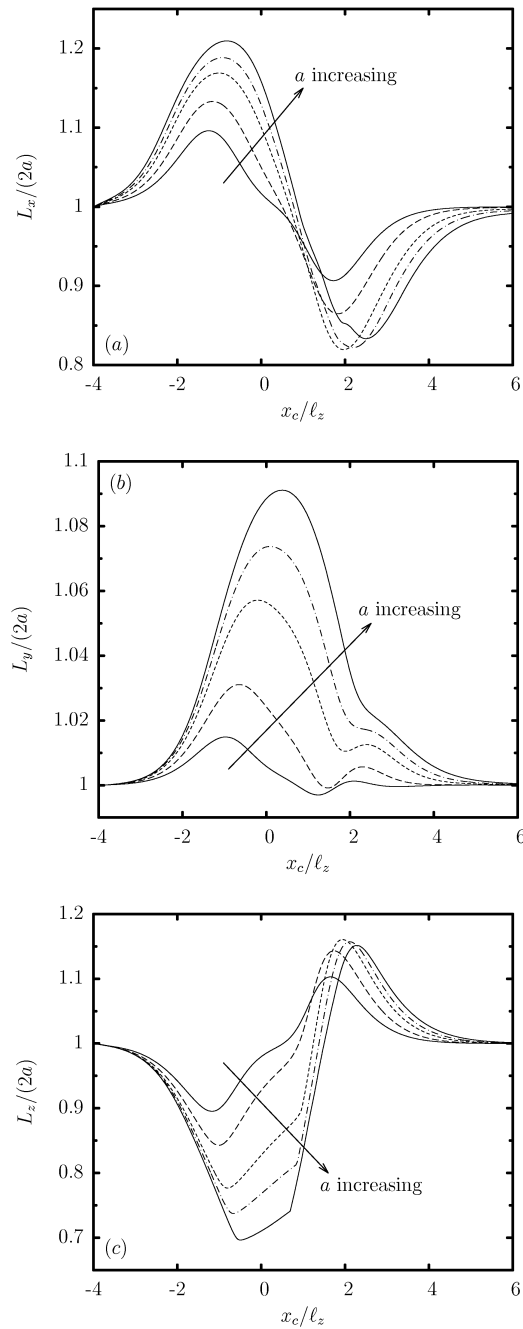 1.2
1.1
1
0.9
0.8
L_x/(2a)
a increasing
(a)
-4 -2 0 2 4 6
x_c/ℓ_z
1.1
1.08
1.06
1.04
1.02
1
L_y/(2a)
(b)
a increasing
-4 -2 0 2 4 6
x_c/ℓ_z
1.2
1.1
1
0.9
0.8
0.7
L_z/(2a)
a increasing
(c)
-4 -2 0 2 4 6
x_c/ℓ_z